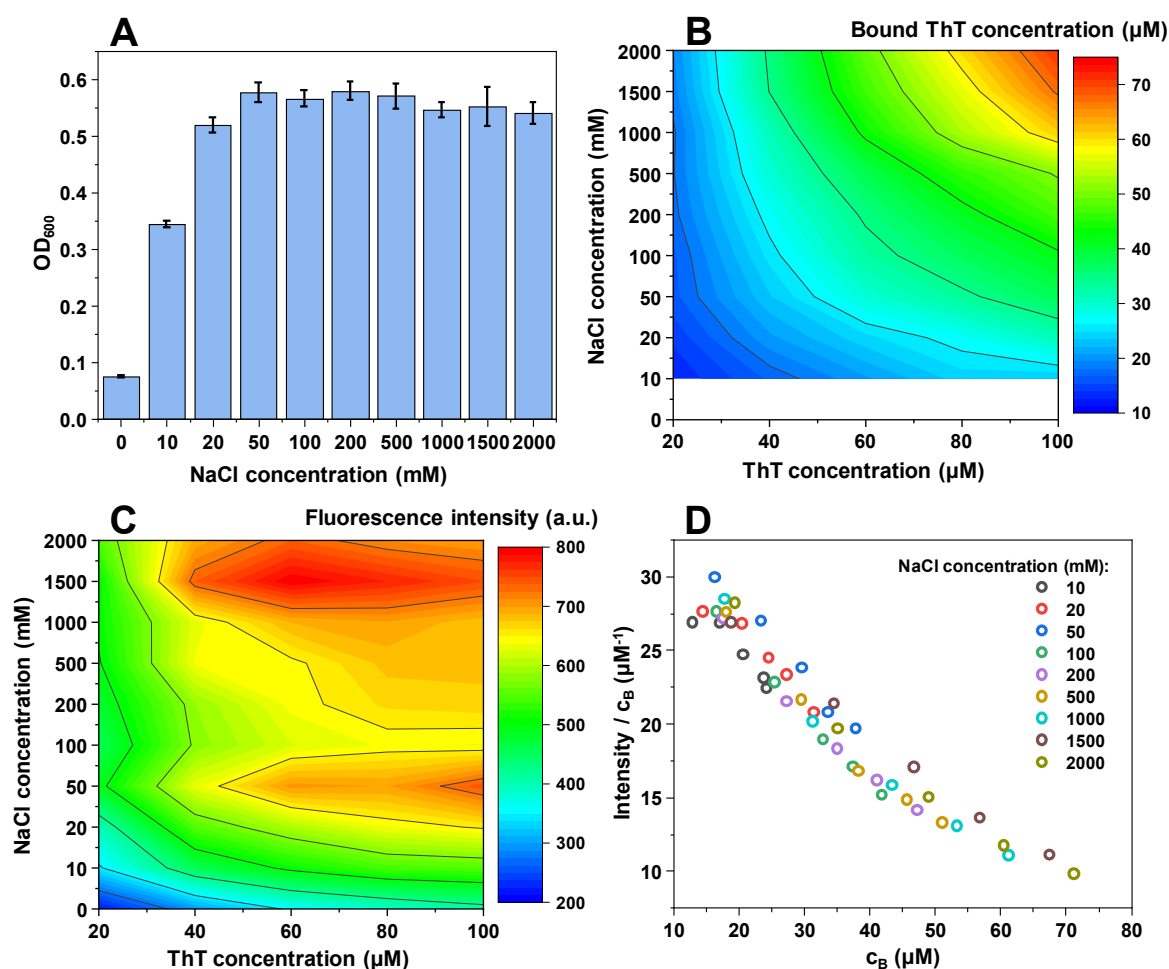 A
OD600
0.6
0.5
0.4
0.3
0.2
0.1
0.0
0 10 20 50 100 200 500 1000 1500 2000
NaCl concentration (mM)
B
Bound ThT concentration (µM)
NaCl concentration (mM)
2000
1500
1000
500
200
100
50
20
10
0
20 40 60 80 100
ThT concentration (µM)
70
60
50
40
30
20
10
C
Fluorescence intensity (a.u.)
NaCl concentration (mM)
2000
1500
1000
500
200
100
50
20
10
0
20 40 60 80 100
ThT concentration (µM)
800
700
600
500
400
300
200
D
Intensity / cB (µM-1)
30
25
20
15
10
10 20 30 40 50 60 70 80
cB (µM)
NaCl concentration (mM):
10
20
50
100
200
500
1000
1500
2000